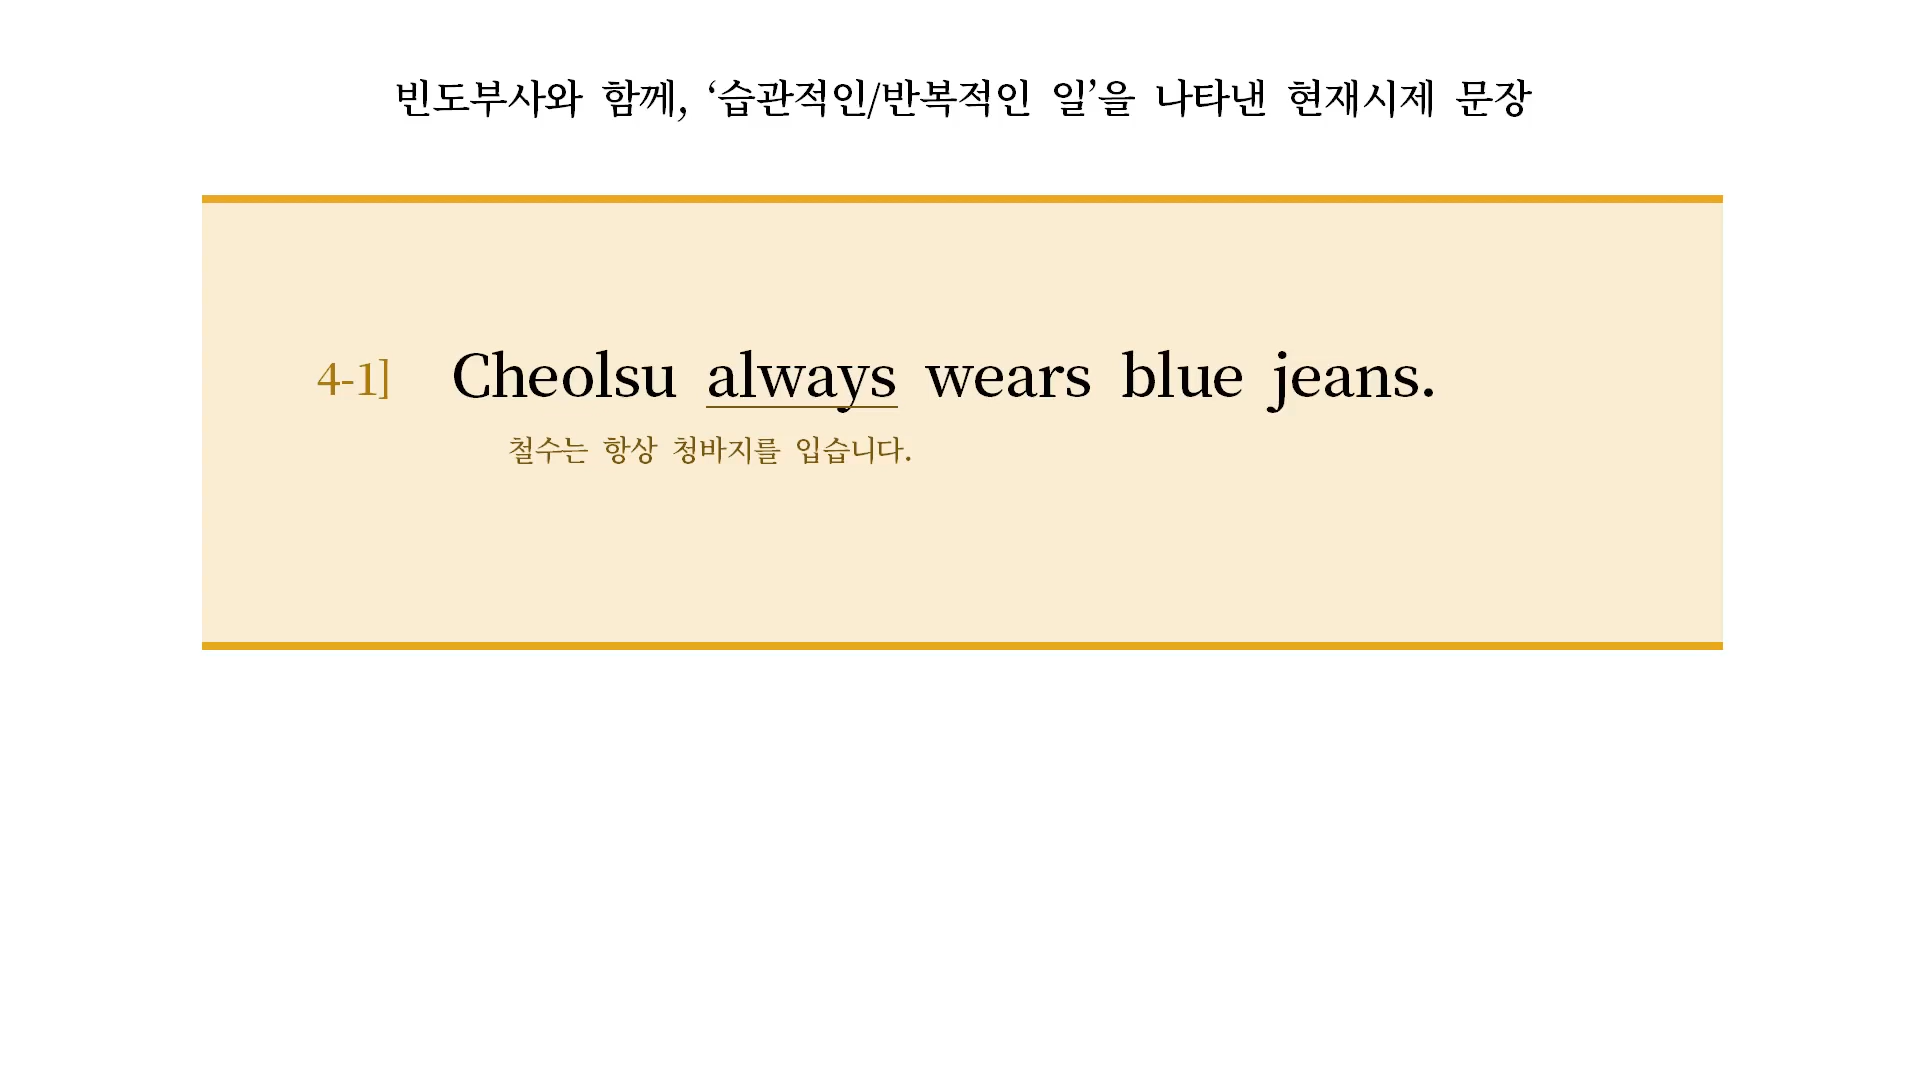 빈도부사와 함께, ‘습관적인/반복적인 일’을 나타낸 현재시제 문장
4-1] Cheolsu always wears blue jeans.
철수는 항상 청바지를 입습니다.